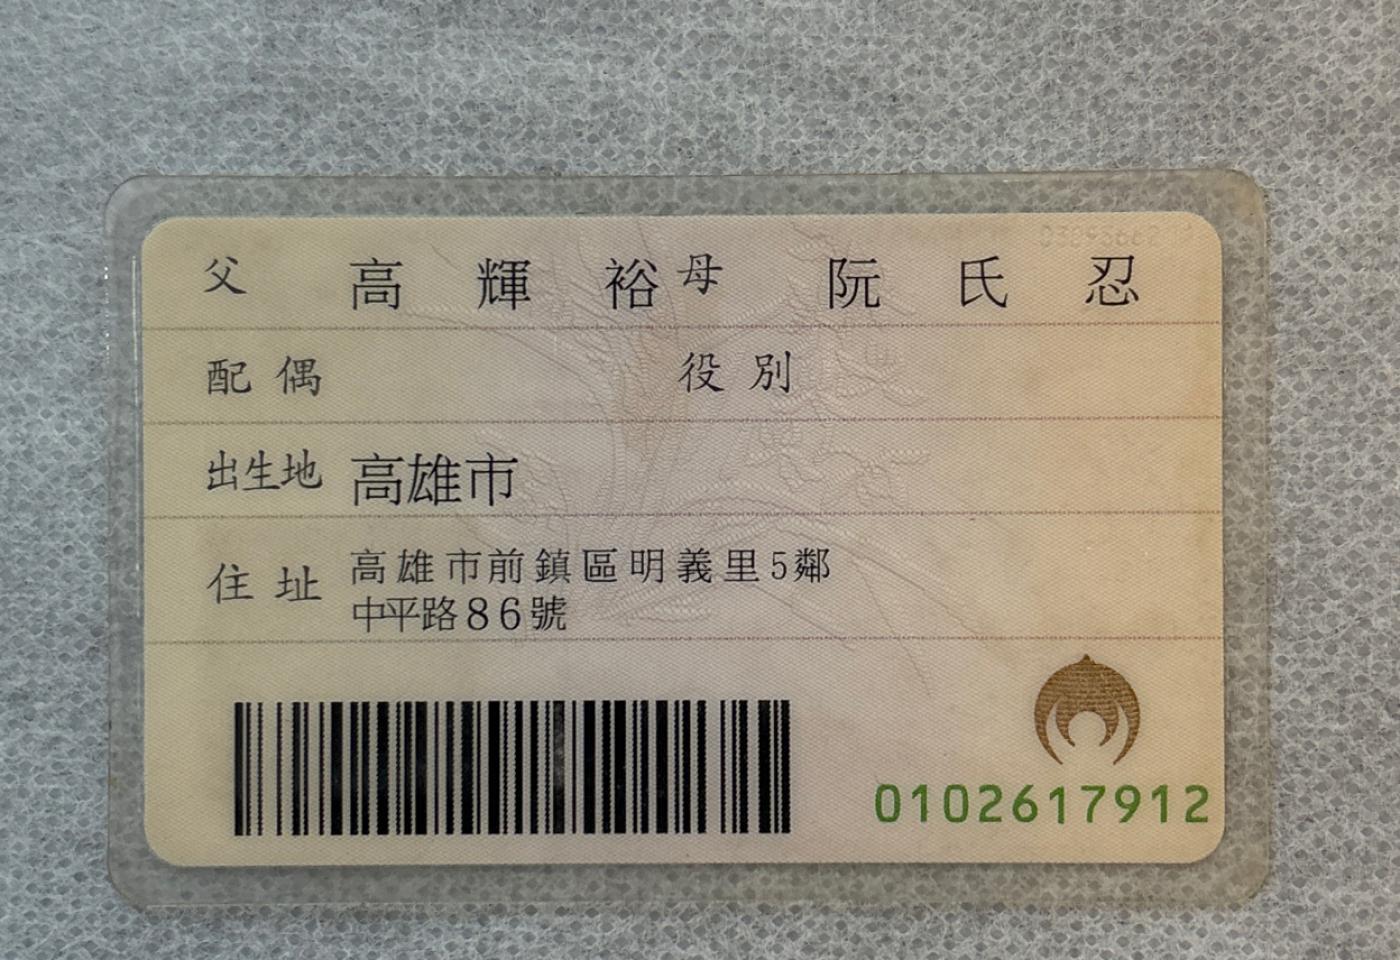 父 高輝裕 母 阮氏忍
配偶 役別
出生地 高雄市
住址 高雄市前鎮區明義里5鄰
中平路86號
0102617912